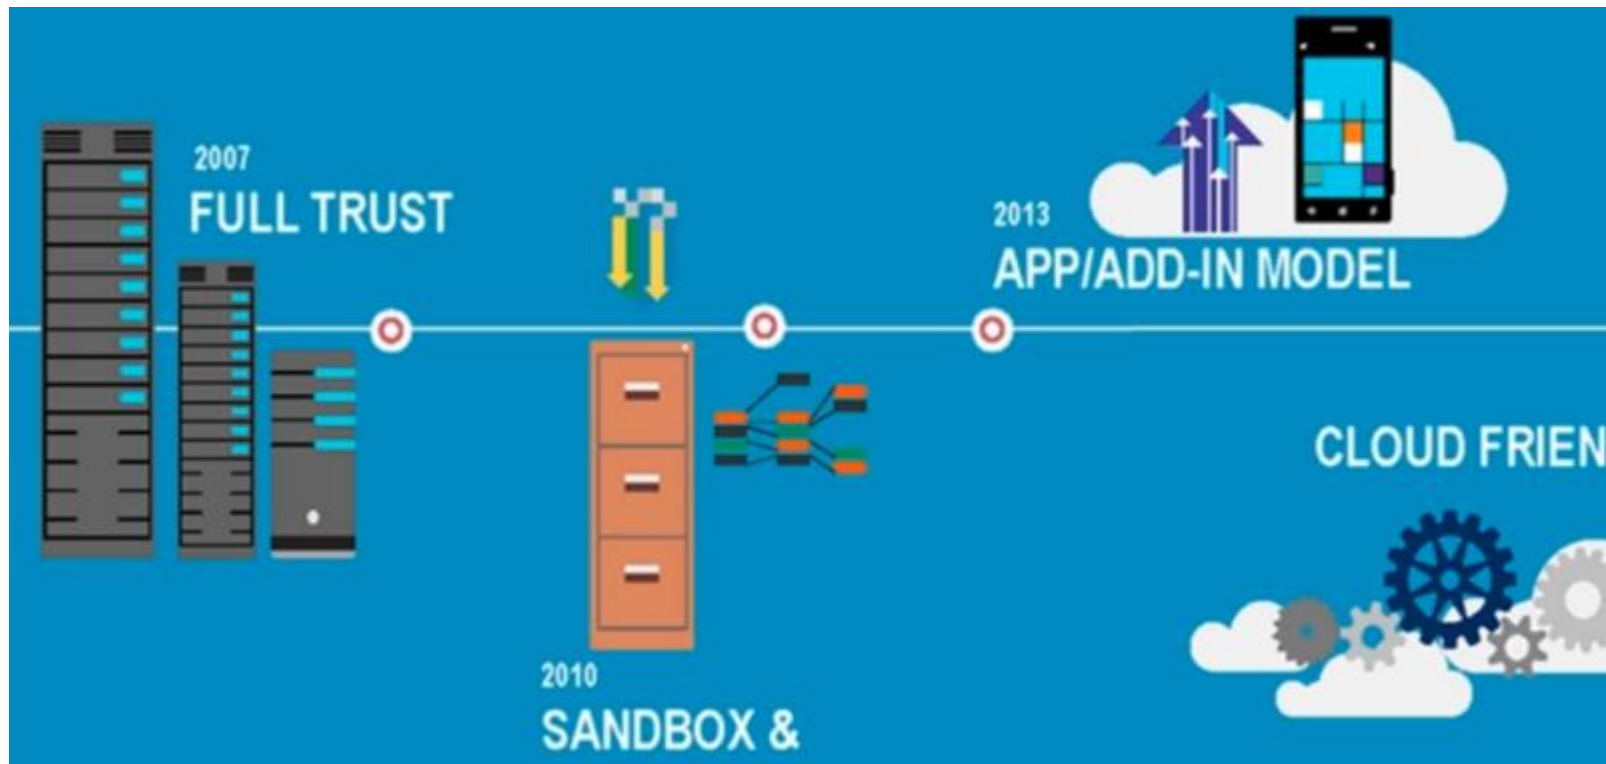 2007
FULL TRUST
2013
APP/ADD-IN MODEL
CLOUD FRIEN
2010
SANDBOX &